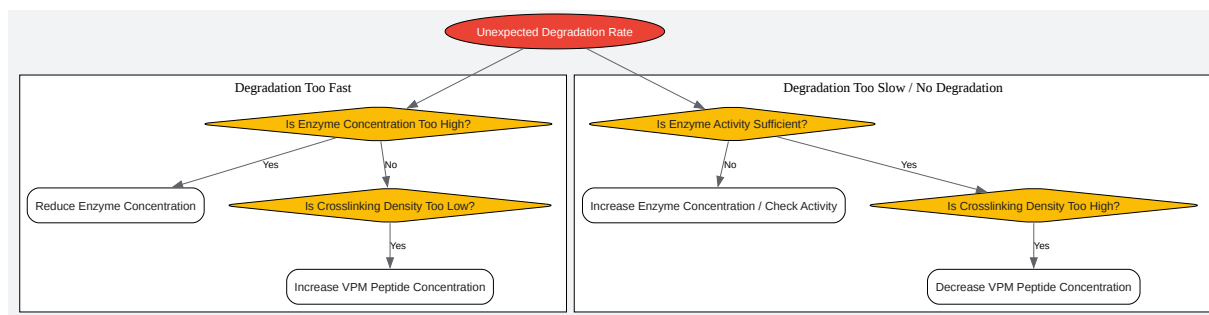 Unexpected Degradation Rate
Degradation Too Fast
Is Enzyme Concentration Too High?
Yes
No
Reduce Enzyme Concentration
Is Crosslinking Density Too Low?
Yes
Increase VPM Peptide Concentration
Degradation Too Slow / No Degradation
Is Enzyme Activity Sufficient?
No
Yes
Increase Enzyme Concentration / Check Activity
Is Crosslinking Density Too High?
Yes
Decrease VPM Peptide Concentration